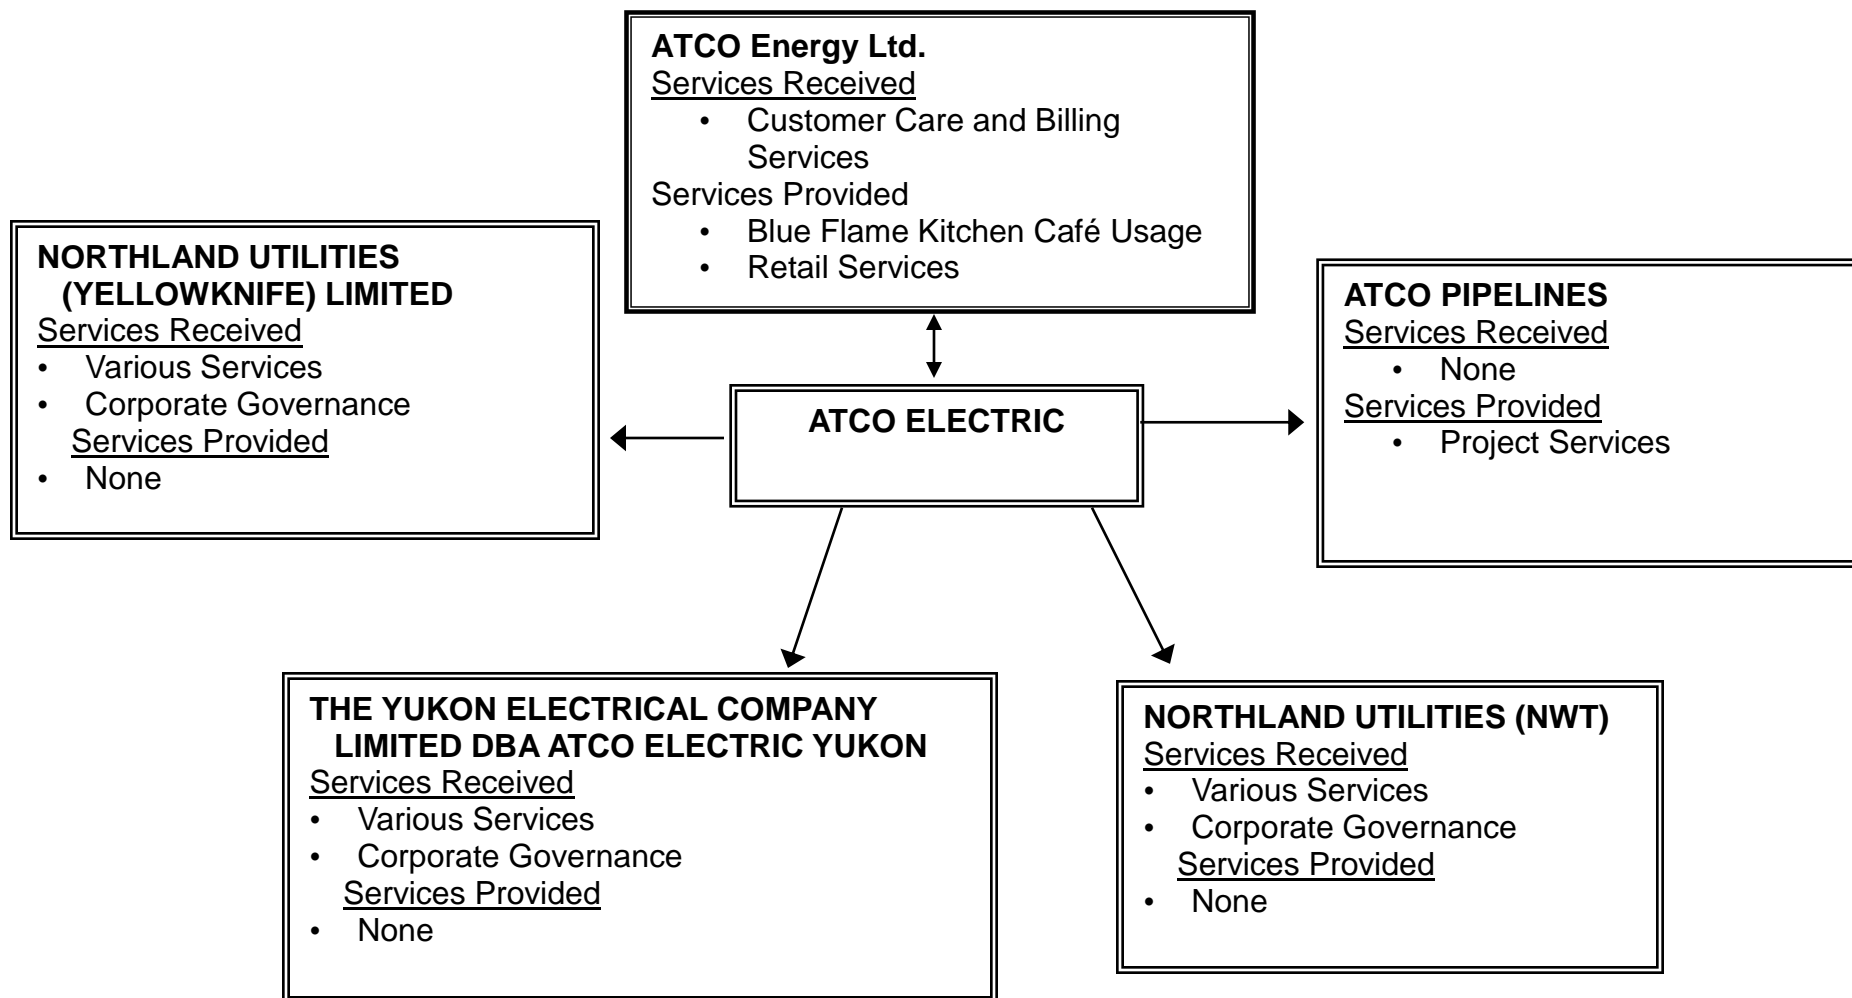 ATCO Energy Ltd.
Services Received
• Customer Care and Billing
Services
Services Provided
• Blue Flame Kitchen Café Usage
• Retail Services
NORTHLAND UTILITIES
(YELLOWKNIFE) LIMITED
Services Received
• Various Services
• Corporate Governance
Services Provided
• None
ATCO PIPELINES
Services Received
• None
Services Provided
• Project Services
ATCO ELECTRIC
THE YUKON ELECTRICAL COMPANY
LIMITED DBA ATCO ELECTRIC YUKON
Services Received
• Various Services
• Corporate Governance
Services Provided
• None
NORTHLAND UTILITIES (NWT)
Services Received
• Various Services
• Corporate Governance
Services Provided
• None